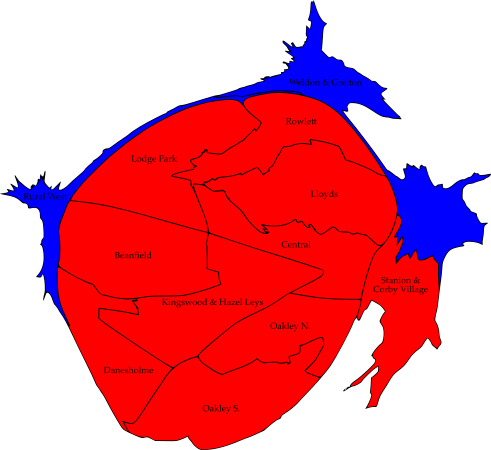 Weldon & Gretton
Rowlett
Lodge Park
Rural West
Lloyds
Central
Beanfield
Stanion &
Corby Village
Kingswood & Hazel Leys
Oakley N.
Danesholme
Oakley S.